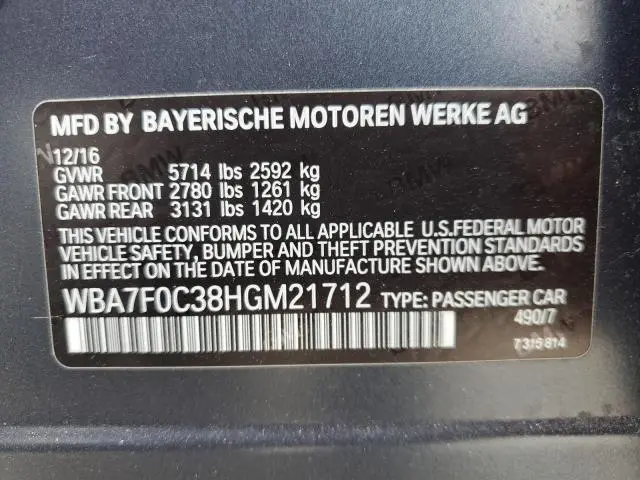 MFD BY BAYERISCHE MOTOREN WERKE AG
12/16
GVWR 5714 lbs 2592 kg
GAWR FRONT 2780 lbs 1261 kg
GAWR REAR 3131 lbs 1420 kg
THIS VEHICLE CONFORMS TO ALL APPLICABLE U.S.FEDERAL MOTOR
VEHICLE SAFETY, BUMPER AND THEFT PREVENTION STANDARDS
IN EFFECT ON THE DATE OF MANUFACTURE SHOWN ABOVE.
WBA7F0C38HGM21712 TYPE: PASSENGER CAR
490/7
7315814